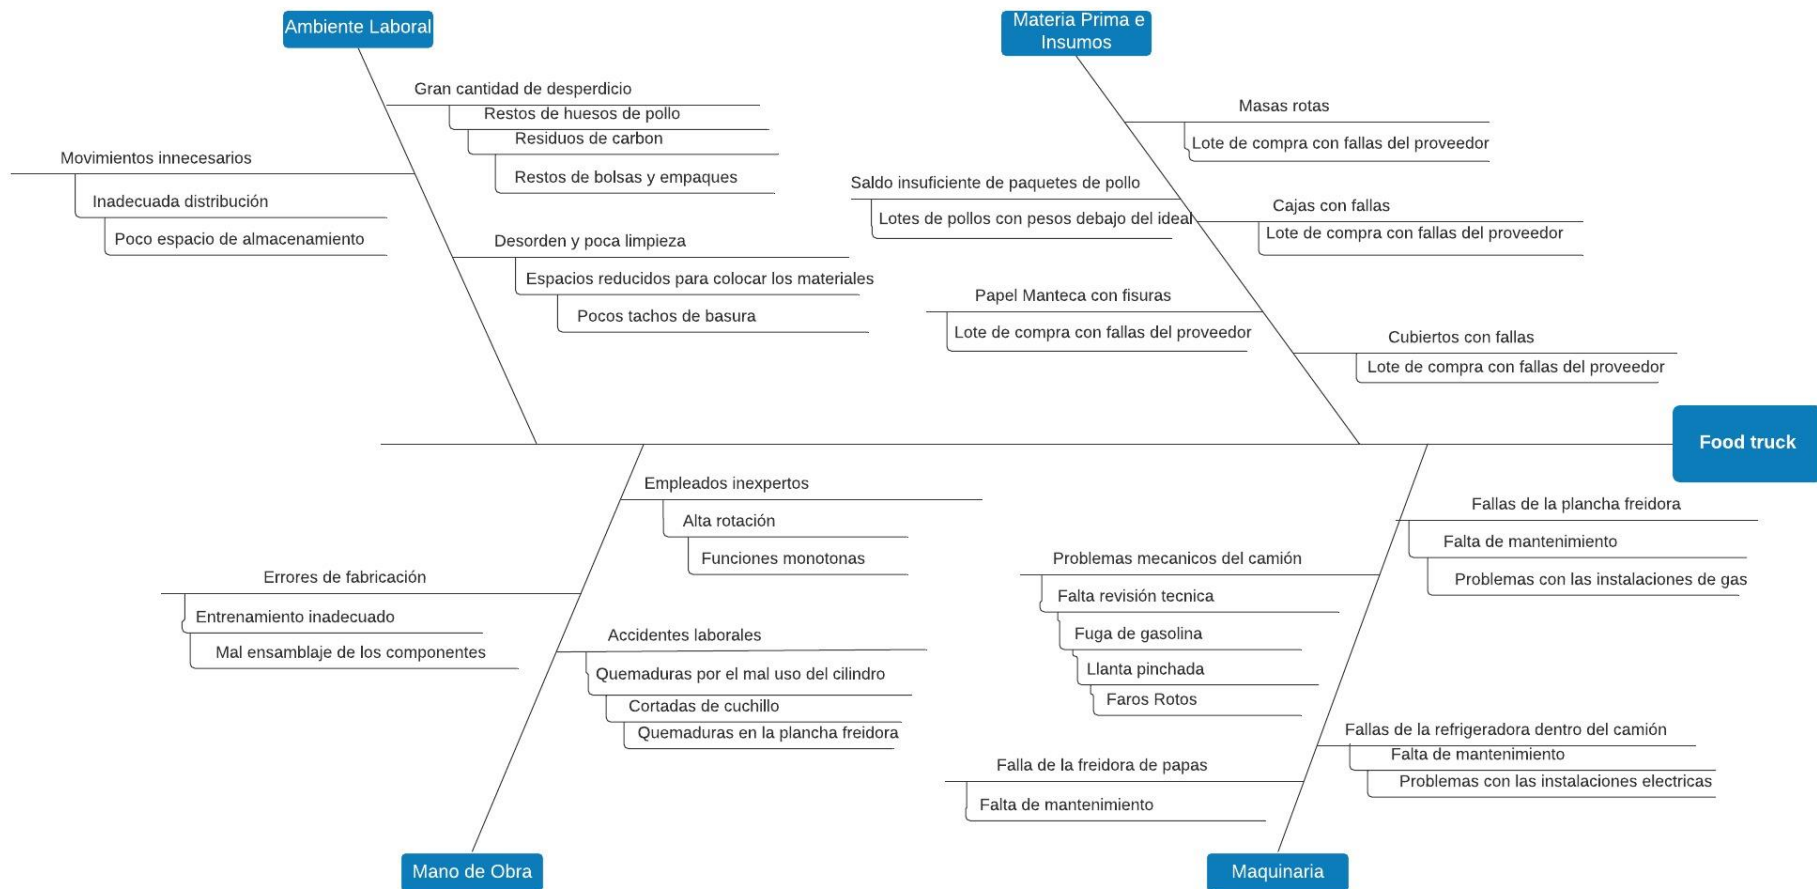 Ambiente Laboral
Gran cantidad de desperdicio
Restos de huesos de pollo
Residuos de carbon
Restos de bolsas y empaques
Movimientos innecesarios
Inadecuada distribución
Poco espacio de almacenamiento
Desorden y poca limpieza
Espacios reducidos para colocar los materiales
Pocos tachos de basura
Materia Prima e
Insumos
Masas rotas
Lote de compra con fallas del proveedor
Saldo insuficiente de paquetes de pollo
Lotes de pollos con pesos debajo del ideal
Cajas con fallas
Lote de compra con fallas del proveedor
Papel Manteca con fisuras
Lote de compra con fallas del proveedor
Cubiertos con fallas
Lote de compra con fallas del proveedor
Food truck
Empleados inexpertos
Alta rotación
Funciones monotonas
Errores de fabricación
Entrenamiento inadecuado
Mal ensamblaje de los componentes
Accidentes laborales
Quemaduras por el mal uso del cilindro
Cortadas de cuchillo
Quemaduras en la plancha freidora
Mano de Obra
Fallas de la plancha freidora
Falta de mantenimiento
Problemas con las instalaciones de gas
Problemas mecanicos del camión
Falta revisión tecnica
Fuga de gasolina
Llanta pinchada
Faros Rotos
Fallas de la refrigeradora dentro del camión
Falta de mantenimiento
Problemas con las instalaciones electricas
Falla de la freidora de papas
Falta de mantenimiento
Maquinaria